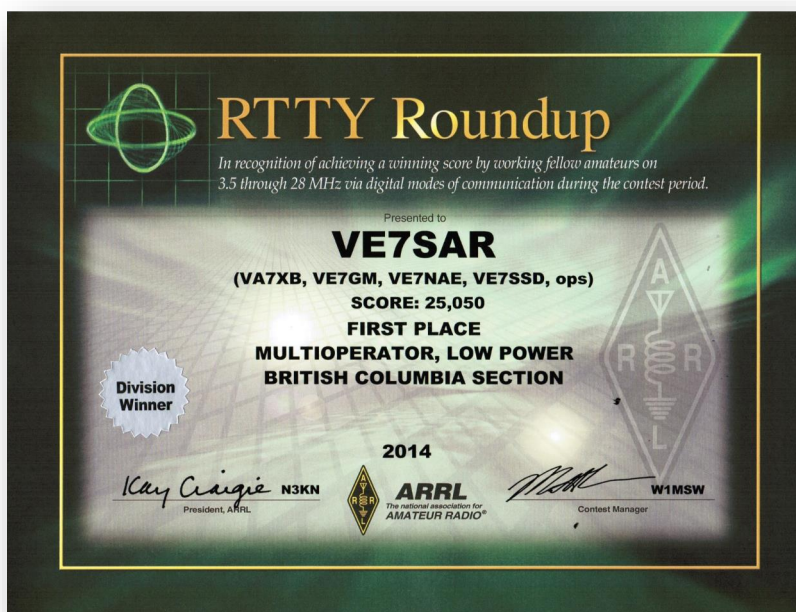 RTTY Roundup
In recognition of achieving a winning score by working fellow amateurs on
3.5 through 28 MHz via digital modes of communication during the contest period.
Presented to
VE7SAR
(VA7XB, VE7GM, VE7NAE, VE7SSD, ops)
SCORE: 25,050
FIRST PLACE
MULTIOPERATOR, LOW POWER
BRITISH COLUMBIA SECTION
Division
Winner
2014
Kay Craigie N3KN
President, ARRL
ARRL
ARRL
The national association for
AMATEUR RADIO®
W1MSW
Contest Manager
ARRL